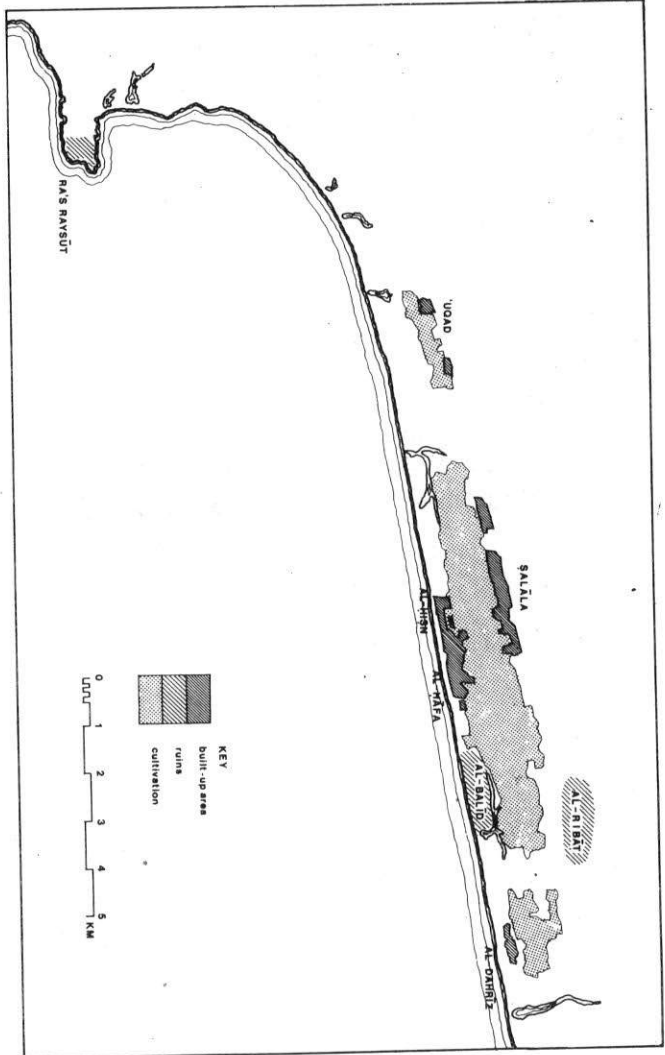 RA'S RAYSŪT
'UQAD
ṢALĀLA
AL-ḤIṢN
AL-ḤĀFA
AL-BALĪD
AL-RIBĀṬ
AL-DAHRĪZ
KEY
built-up area
ruins
cultivation
0 1 2 3 4 5
KM